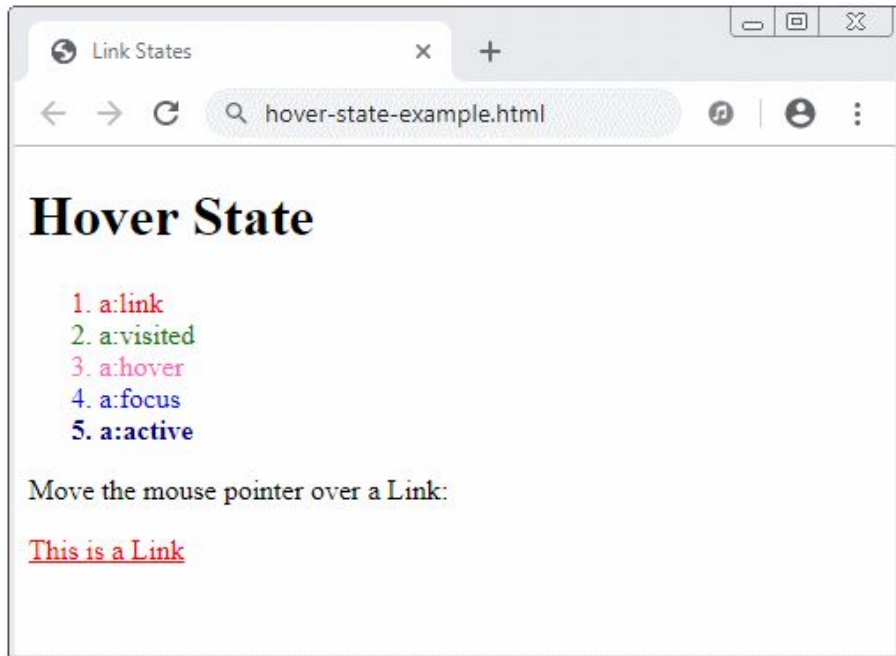 Link States
hover-state-example.html
Hover State
1. a:link
2. a:visited
3. a:hover
4. a:focus
5. a:active
Move the mouse pointer over a Link:
This is a Link